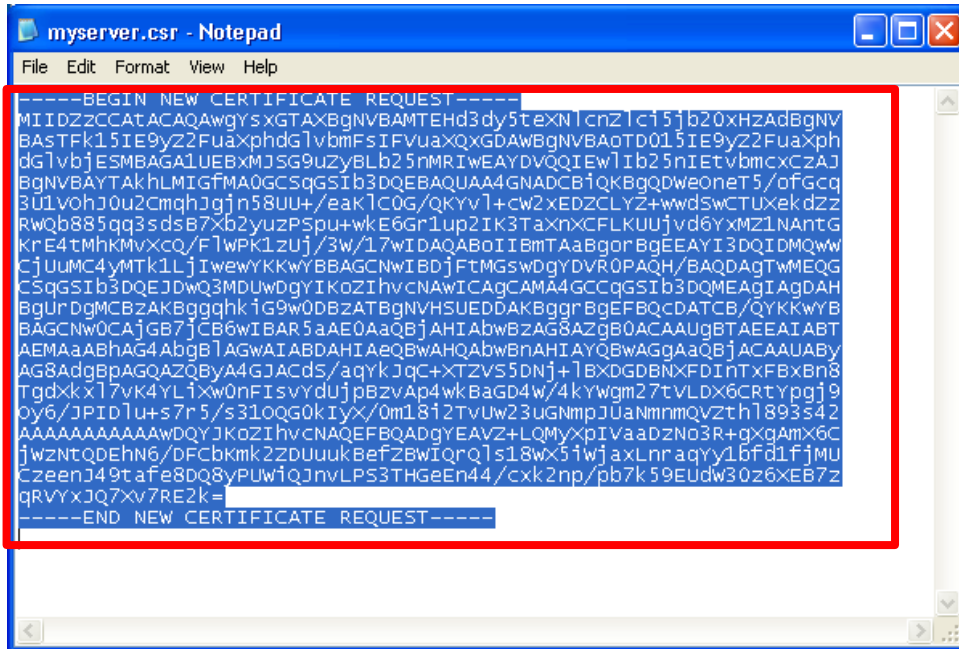 myserver.csr - Notepad
File Edit Format View Help
-----BEGIN NEW CERTIFICATE REQUEST-----
MIIDZzCCAtACAQAwgYsxGTAXBgNVBAMTEHd3dy5teXNlcnZlci5jb20xHzAdBgNV
BAsTFk15IE9yZ2FuaXphdGlvbmFsIFVuaXQxGDAWBgNVBAoTD015IE9yZ2FuaXph
dGlvbjESMBAGA1UEBxMJSG9uZyBLb25nMRIwEAYDVQQIEwlIb25nIEtvbmcxCzAJ
BgNVBAYTAkhLMIGfMA0GCSqGSIb3DQEBAQUAA4GNADCBiQKBgQDWeOneT5/ofGcq
3U1VOhJ0u2CmqhJgjn58UU+/eaKlC0G/QKYvl+cW2xEDZCLYZ+wwdSwCTUXekdZz
RWQb885qq3sdsB7Xb2yuzPSpu+wkE6Gr1up2IK3TaXnXCFLKUUjvd6YxMZ1NAntG
KrE4tMhKMvXcQ/FlWPK1zUj/3W/17wIDAQABoIIBmTAaBgorBgEEAYI3DQIDMQwW
CjUuMC4yMTk1LjIwewYKKwYBBAGCNwIBDjFtMGswDgYDVR0PAQH/BAQDAgTwMEQG
CSqGSIb3DQEJDwQ3MDUwDgYIKoZIhvcNAwICAgCAMA4GCCqGSIb3DQMEAgIAgDAH
BgUrDgMCBzAKBggqhkiG9w0DBzATBgNVHSUEDDAKBggrBgEFBQcDATCB/QYKKwYB
BAGCNw0CAjGB7jCB6wIBAR5aAE0AaQBjAHIAbwBzAG8AZgB0ACAAUgBTAEEAIABT
AEMAaABhAG4AbgBlAGwAIABDAHIAeQBwAHQAbwBnAHIAYQBwAGgAaQBjACAAUABy
AG8AdgBpAGQAZQByA4GJACdS/aqYkJqC+XTZVS5DNj+lBXDGDBNXFDInTxFBxBn8
TgdXkxl7vK4YLiXw0nFIsvYdUjpBzvAp4wkBaGD4W/4kYWgm27tVLDX6CRtYpgj9
Oy6/JPIDlu+s7r5/s31OQG0kIyX/0m18i2TvUw23uGNmpJUaNmnmQVZthl893s42
AAAAAAAAAAAwDQYJKoZIhvcNAQEFBQADgYEAVZ+LQMyXpIVaaDzNo3R+gXgAmX6C
jWzNtQDEhN6/DFCbKmk2ZDUuukBefZBWIQrQls18WX5iWjaxLnraqYy1bfd1fjMU
Czeenj49tafe8DQ8yPUWiQJnvLPS3THGeEn44/cxk2np/pb7k59EUdw30z6XEB7z
qRVYxJQ7XV7RE2k=
-----END NEW CERTIFICATE REQUEST-----